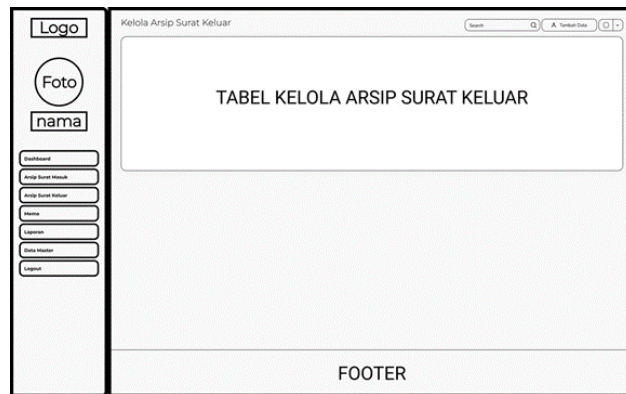 Logo
Foto
nama
Dashboard
Arsip Surat Masuk
Arsip Surat Keluar
Memo
Laporan
Data Master
Logout
Kelola Arsip Surat Keluar
Search
Tambah Data
TABEL KELOLA ARSIP SURAT KELUAR
FOOTER